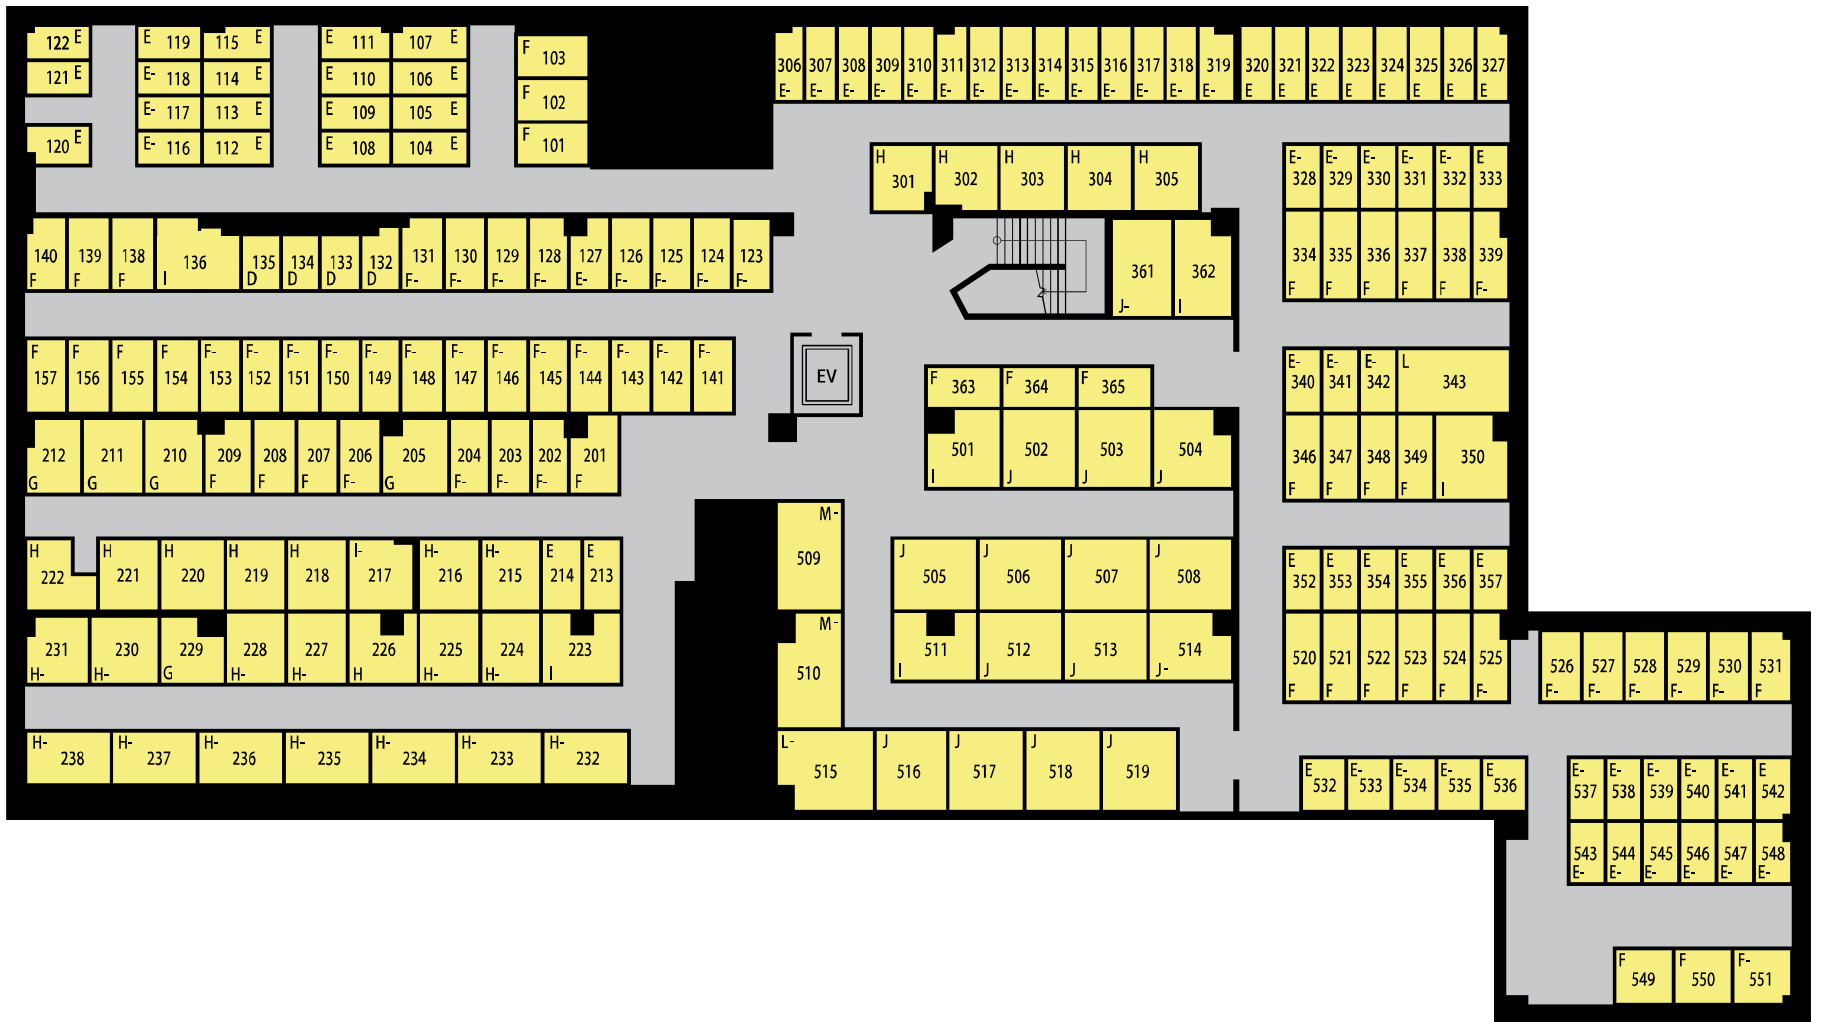 122 E
E 119
115 E
E 111
107 E
F 103
121 E
E- 118
114 E
E 110
106 E
F 102
E- 117
113 E
E 109
105 E
120 E
E- 116
112 E
E 108
104 E
F 101
306 E-
307 E-
308 E-
309 E-
310 E-
311 E-
312 E-
313 E-
314 E-
315 E-
316 E-
317 E-
318 E-
319 E-
320 E
321 E
322 E
323 E
324 E
325 E
326 E
327 E
H 301
H 302
H 303
H 304
H 305
E- 328
E- 329
E- 330
E- 331
E- 332
E 333
334 F
335 F
336 F
337 F
338 F
339 F-
361 J-
362 I
140 F
139 F
138 F
136 I
135 D
134 D
133 D
132 D
131 F-
130 F-
129 F-
128 F-
127 E-
126 F-
125 F-
124 F-
123 F-
F 157
F 156
F 155
F 154
F- 153
F- 152
F- 151
F- 150
F- 149
F- 148
F- 147
F- 146
F- 145
F- 144
F- 143
F- 142
F- 141
EV
F 363
F 364
F 365
E- 340
E- 341
E- 342
L 343
212 G
211 G
210 G
209 F
208 F
207 F
206 F-
205 G
204 F-
203 F-
202 F-
201 F
501 I
502 J
503 J
504 J
346 F
347 F
348 F
349 F
350 I
H 222
H 221
H 220
H 219
H 218
I- 217
H- 216
H- 215
E 214
E 213
M- 509
J 505
J 506
J 507
J 508
E 352
E 353
E 354
E 355
E 356
E 357
231 H-
230 H-
229 G
228 H-
227 H-
226 H
225 H-
224 H-
223 I
M- 510
511 I
512 J
513 J
514 J-
520 F
521 F
522 F
523 F
524 F
525 F-
526 F-
527 F-
528 F-
529 F-
530 F-
531 F
H- 238
H- 237
H- 236
H- 235
H- 234
H- 233
H- 232
L- 515
J 516
J 517
J 518
J 519
E 532
E- 533
E- 534
E- 535
E 536
E- 537
E- 538
E- 539
E- 540
E- 541
E 542
543 E-
544 E-
545 E-
546 E-
547 E-
548 E-
F 549
F 550
F- 551